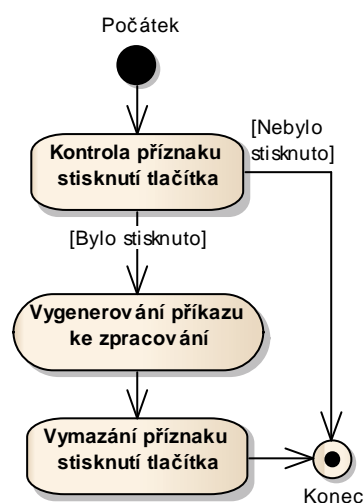 Počátek
Kontrola příznaku
stisknutí tlačítka
[Nebylo
stisknuto]
[Bylo stisknuto]
Vygenerování příkazu
ke zpracování
Vymazání příznaku
stisknutí tlačítka
Konec